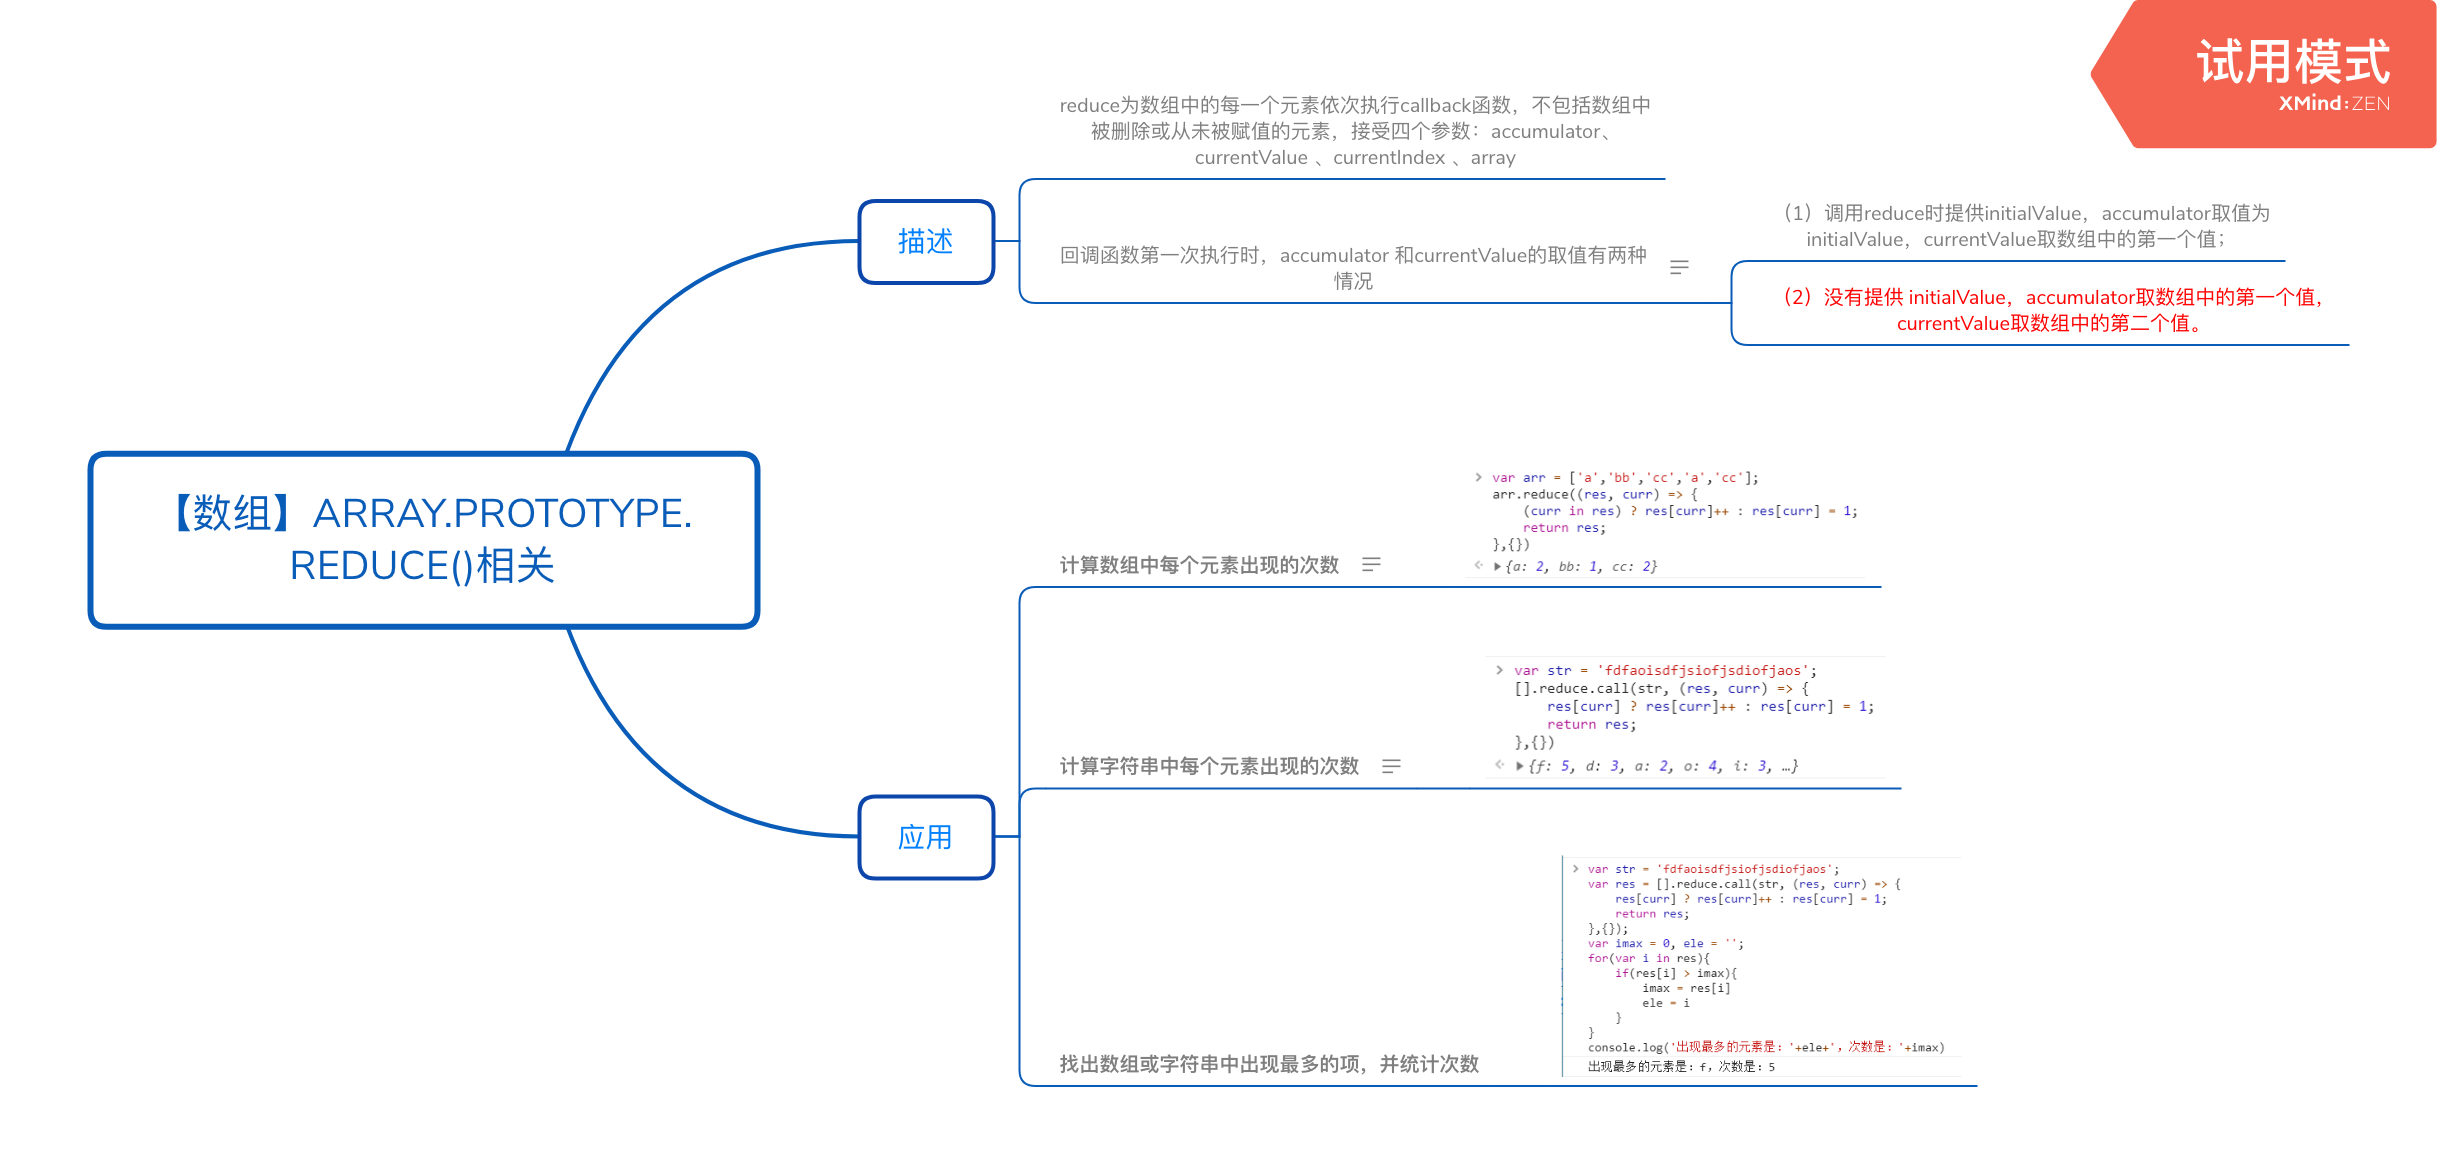 试用模式
XMind:ZEN
reduce为数组中的每一个元素依次执行callback函数，不包括数组中
被删除或从未被赋值的元素，接受四个参数：accumulator、
currentValue 、currentIndex 、array
描述
回调函数第一次执行时，accumulator 和currentValue的取值有两种
情况
（1）调用reduce时提供initialValue，accumulator取值为
initialValue，currentValue取数组中的第一个值；
（2）没有提供 initialValue，accumulator取数组中的第一个值，
currentValue取数组中的第二个值。
【数组】ARRAY.PROTOTYPE.
REDUCE()相关
应用
计算数组中每个元素出现的次数
var arr = ['a','bb','cc','a','cc'];
arr.reduce((res, curr) => {
(curr in res) ? res[curr]++ : res[curr] = 1;
return res;
},{})
{a: 2, bb: 1, cc: 2}
计算字符串中每个元素出现的次数
var str = 'fdfaoisdfjsiofjsdiofjaos';
[].reduce.call(str, (res, curr) => {
res[curr] ? res[curr]++ : res[curr] = 1;
return res;
},{})
{f: 5, d: 3, a: 2, o: 4, i: 3, …}
找出数组或字符串中出现最多的项，并统计次数
var str = 'fdfaoisdfjsiofjsdiofjaos';
var res = [].reduce.call(str, (res, curr) => {
res[curr] ? res[curr]++ : res[curr] = 1;
return res;
},{});
var imax = 0, ele = '';
for(var i in res){
if(res[i] > imax){
imax = res[i]
ele = i
}
}
console.log('出现最多的元素是：'+ele+'，次数是：'+imax)
出现最多的元素是：f，次数是：5